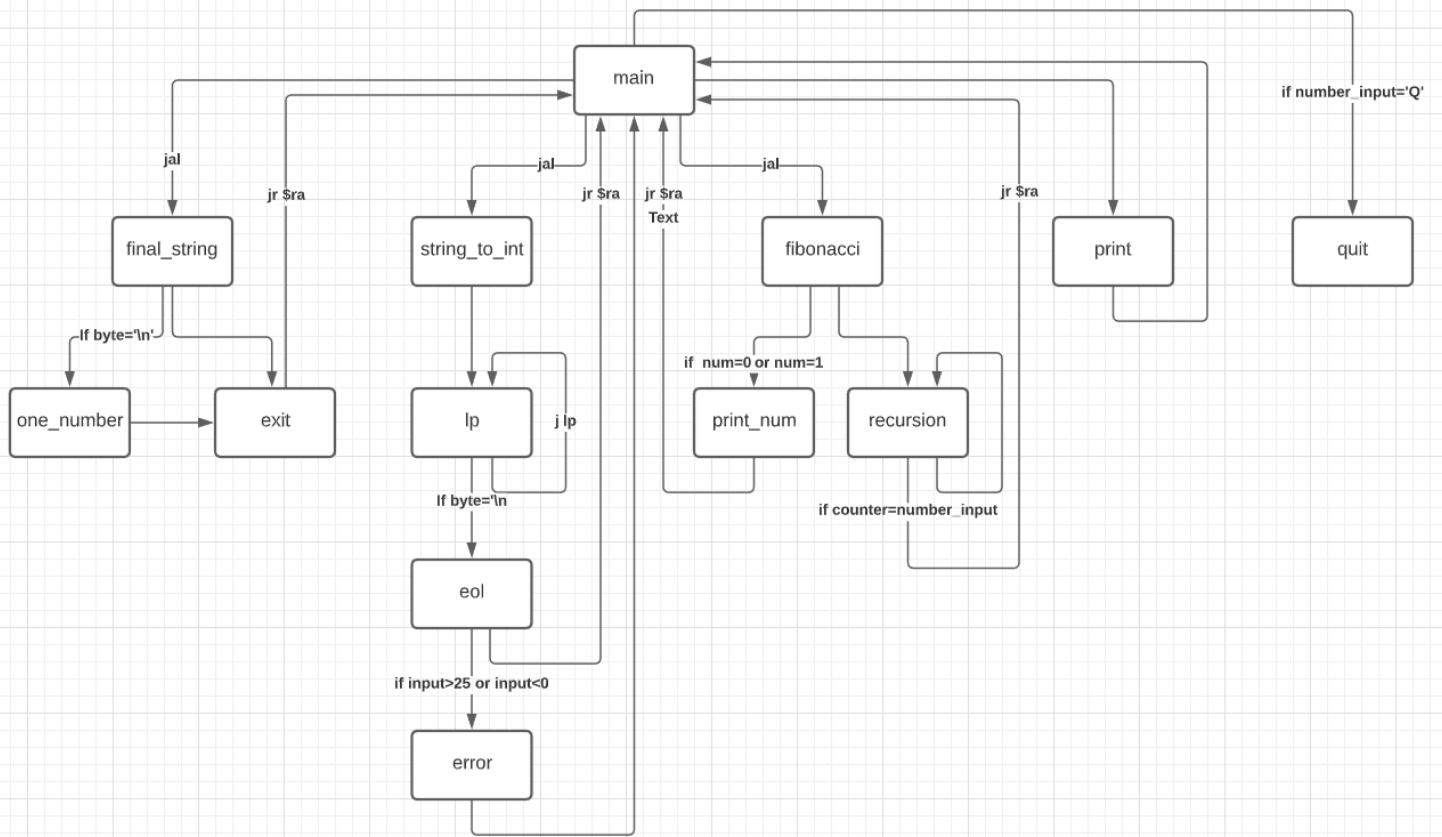 main
if number_input='Q'
jal
jal
jal
jr $ra
jr $ra
jr $ra
jr $ra
Text
final_string
string_to_int
fibonacci
print
quit
If byte='\n'
if  num=0 or num=1
one_number
exit
lp
j lp
print_num
recursion
If byte='\n
if counter=number_input
eol
if input>25 or input<0
error